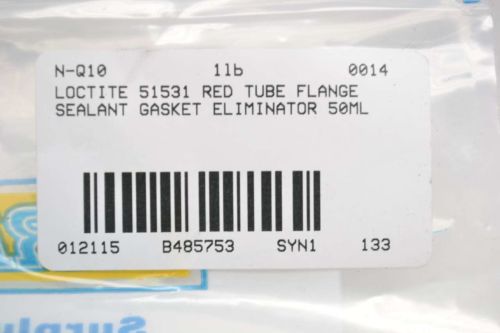 N-Q10 1lb 0014
LOCTITE 51531 RED TUBE FLANGE
SEALANT GASKET ELIMINATOR 50ML
012115 B485753 SYN1 133